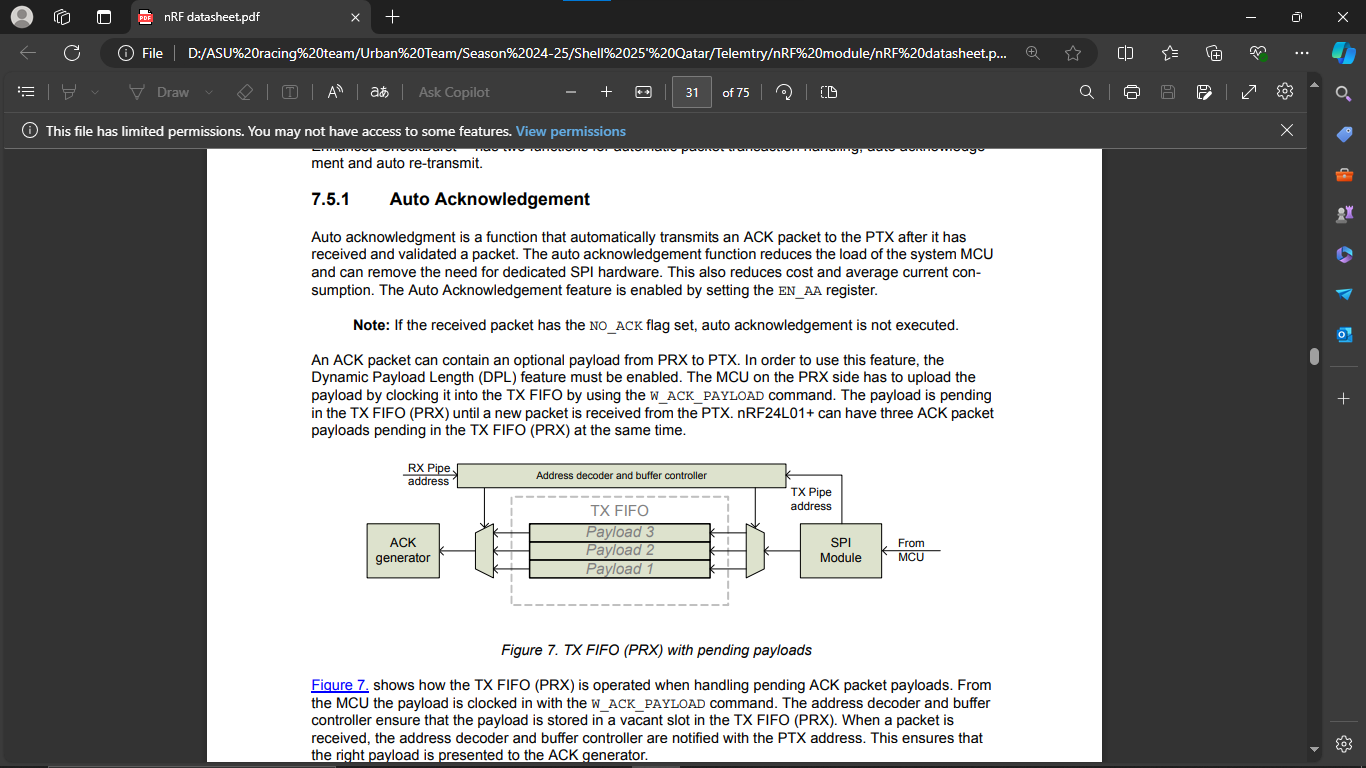 nRF datasheet.pdf
File
D:/ASU%20racing%20team/Urban%20Team/Season%2024-25/Shell%2025'%20Qatar/Telemtry/nRF%20module/nRF%20datasheet.p...
Draw
Ask Copilot
31
of 75
This file has limited permissions. You may not have access to some features. View permissions
ment and auto re-transmit.
7.5.1 Auto Acknowledgement
Auto acknowledgment is a function that automatically transmits an ACK packet to the PTX after it has
received and validated a packet. The auto acknowledgement function reduces the load of the system MCU
and can remove the need for dedicated SPI hardware. This also reduces cost and average current con-
sumption. The Auto Acknowledgement feature is enabled by setting the EN_AA register.
Note: If the received packet has the NO_ACK flag set, auto acknowledgement is not executed.
An ACK packet can contain an optional payload from PRX to PTX. In order to use this feature, the
Dynamic Payload Length (DPL) feature must be enabled. The MCU on the PRX side has to upload the
payload by clocking it into the TX FIFO by using the W_ACK_PAYLOAD command. The payload is pending
in the TX FIFO (PRX) until a new packet is received from the PTX. nRF24L01+ can have three ACK packet
payloads pending in the TX FIFO (PRX) at the same time.
RX Pipe
address
Address decoder and buffer controller
TX Pipe
address
TX FIFO
Payload 3
Payload 2
Payload 1
ACK
generator
SPI
Module
From
MCU
Figure 7. TX FIFO (PRX) with pending payloads
Figure 7. shows how the TX FIFO (PRX) is operated when handling pending ACK packet payloads. From
the MCU the payload is clocked in with the W_ACK_PAYLOAD command. The address decoder and buffer
controller ensure that the payload is stored in a vacant slot in the TX FIFO (PRX). When a packet is
received, the address decoder and buffer controller are notified with the PTX address. This ensures that
the right payload is presented to the ACK generator.